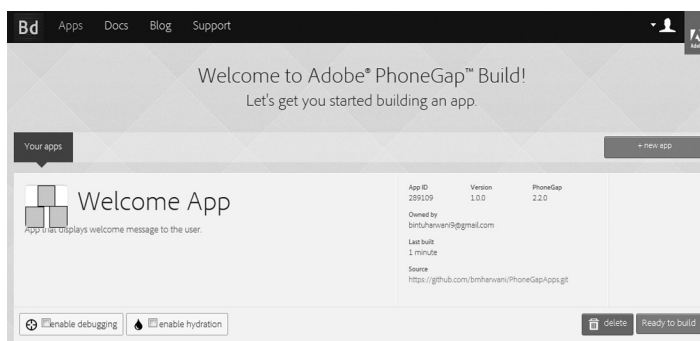 Bd Apps Docs Blog Support
Adobe
Welcome to Adobe® PhoneGap™ Build!
Let's get you started building an app.
Your apps
+ new app
Welcome App
App that displays welcome message to the user.
App ID Version PhoneGap
289109 1.0.0 2.2.0
Owned by
bintuharwani9@gmail.com
Last built
1 minute
Source
https://github.com/bmharwani/PhoneGapApps.git
enable debugging enable hydration delete Ready to build